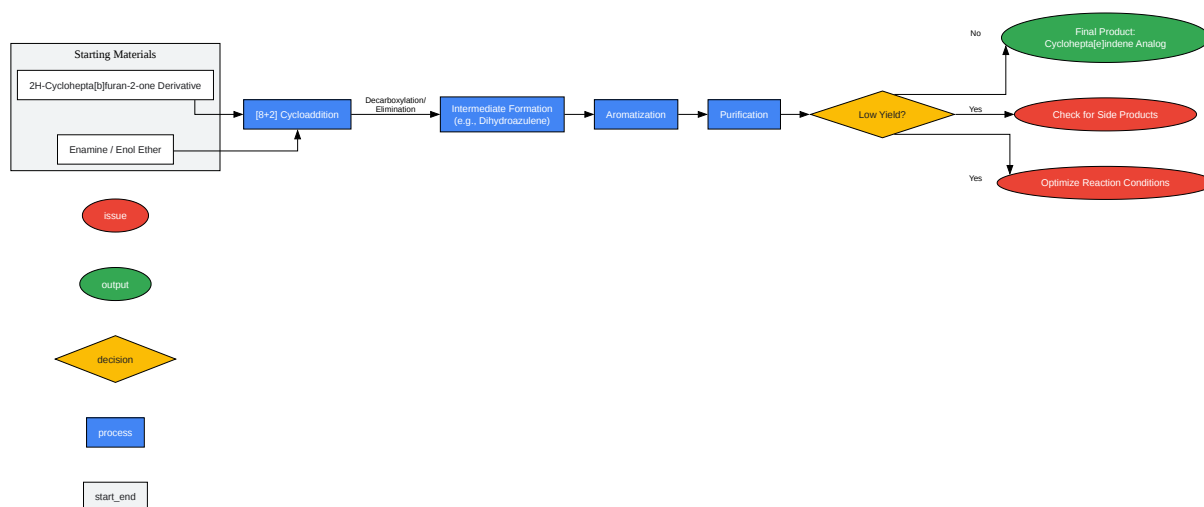 Starting Materials
2H-Cyclohepta[b]furan-2-one Derivative
Enamine / Enol Ether
[8+2] Cycloaddition
Decarboxylation/
Elimination
Intermediate Formation
(e.g., Dihydroazulene)
Aromatization
Purification
Low Yield?
No
Final Product:
Cyclohepta[e]indene Analog
Yes
Check for Side Products
Yes
Optimize Reaction Conditions
issue
output
decision
process
start_end